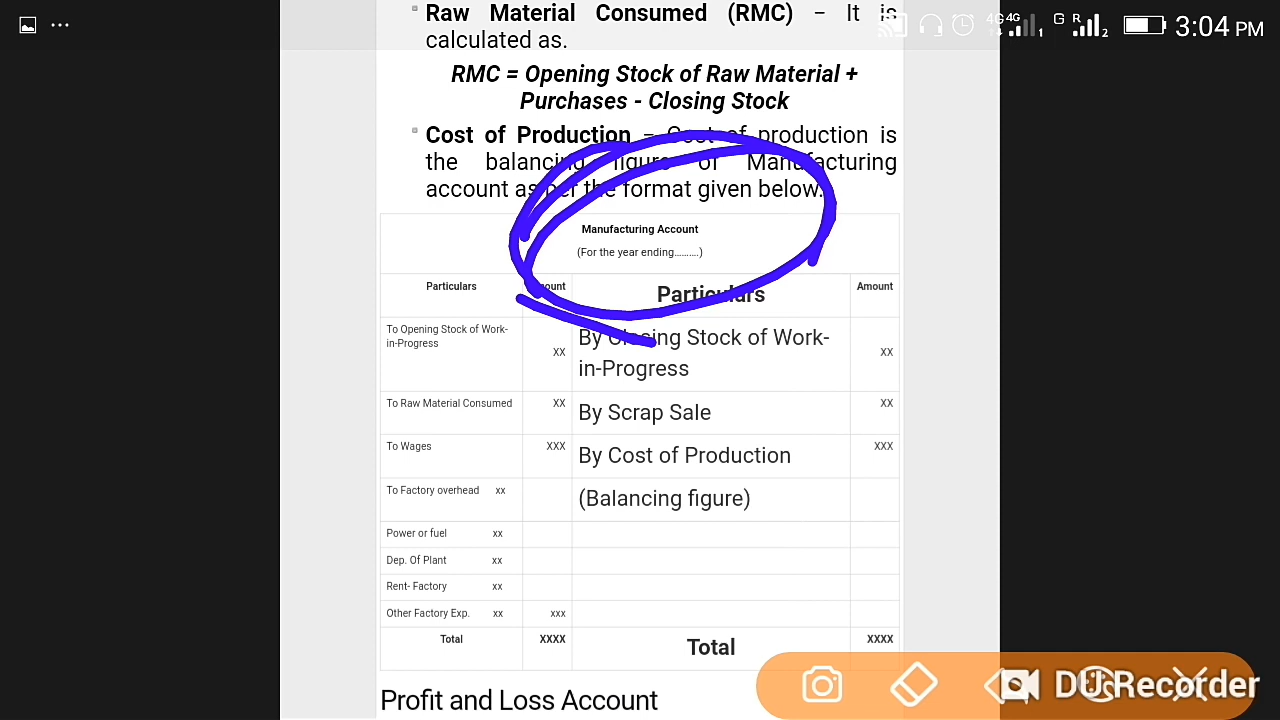 4G 4G 1 G R 2 3:04 PM
Raw Material Consumed (RMC) – It is
calculated as.
RMC = Opening Stock of Raw Material +
Purchases - Closing Stock
Cost of Production – Cost of production is
the balancing figure of Manufacturing
account as per the format given below.
Manufacturing Account
(For the year ending..........)
Particulars Amount Particulars Amount
To Opening Stock of Work-
in-Progress XX By Closing Stock of Work-
in-Progress XX
To Raw Material Consumed XX By Scrap Sale XX
To Wages XXX By Cost of Production XXX
To Factory overhead xx (Balancing figure)
Power or fuel xx
Dep. Of Plant xx
Rent- Factory xx
Other Factory Exp. xx xxx
Total XXXX Total XXXX
Profit and Loss Account
DU Recorder